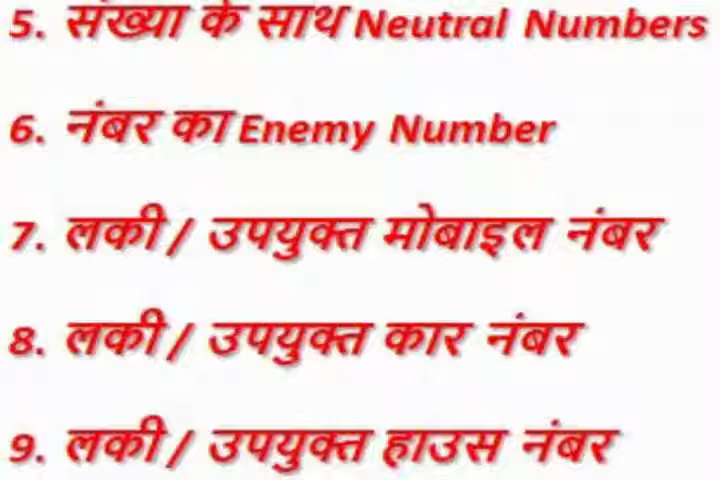 5. संख्या के साथ Neutral Numbers
6. नंबर का Enemy Number
7. लकी / उपयुक्त मोबाइल नंबर
8. लकी / उपयुक्त कार नंबर
9. लकी / उपयुक्त हाउस नंबर